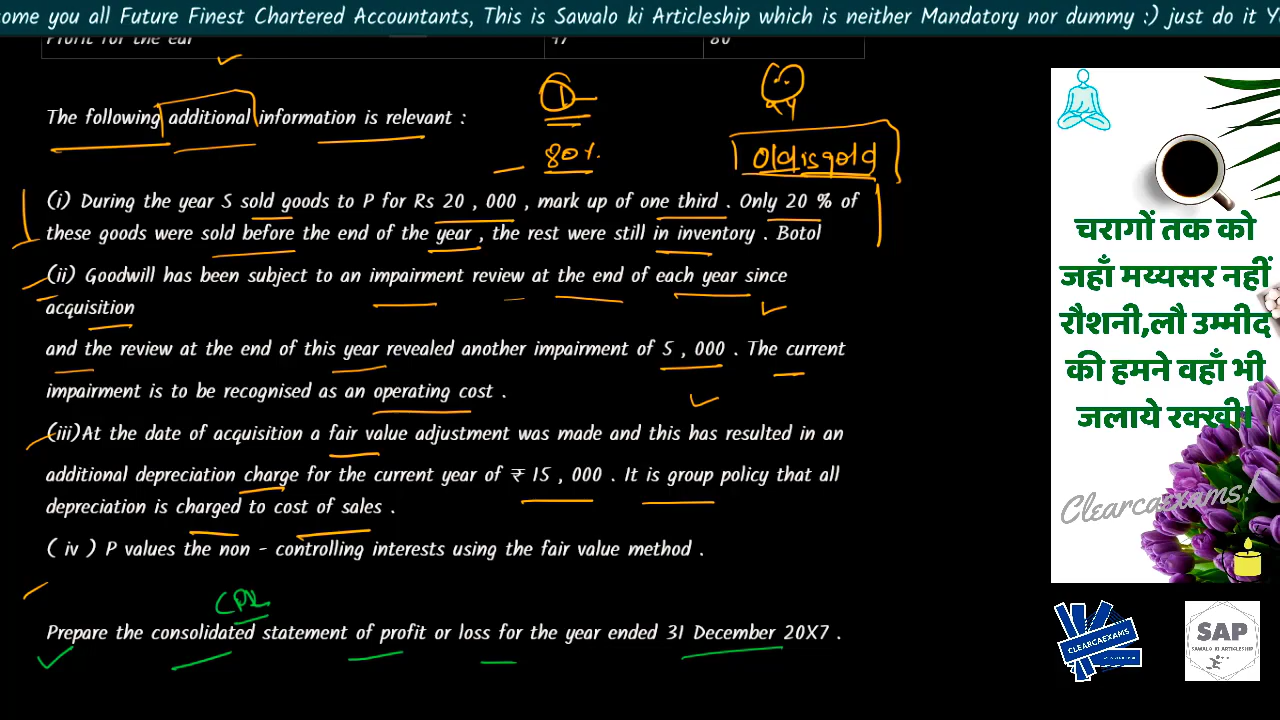 come you all Future Finest Chartered Accountants, This is Sawalo ki Articleship which is neither Mandatory nor dummy :) just do it Y
Profit for the ear 47 80
The following additional information is relevant :
80%
Old is gold
(i) During the year S sold goods to P for Rs 20 , 000 , mark up of one third . Only 20 % of
these goods were sold before the end of the year , the rest were still in inventory . Botol
(ii) Goodwill has been subject to an impairment review at the end of each year since
acquisition
and the review at the end of this year revealed another impairment of 5 , 000 . The current
impairment is to be recognised as an operating cost .
(iii)At the date of acquisition a fair value adjustment was made and this has resulted in an
additional depreciation charge for the current year of ₹ 15 , 000 . It is group policy that all
depreciation is charged to cost of sales .
( iv ) P values the non - controlling interests using the fair value method .
CPL
Prepare the consolidated statement of profit or loss for the year ended 31 December 20X7 .
चरागों तक को
जहाँ मय्यसर नहीं
रौशनी,लौ उम्मीद
की हमने वहाँ भी
जलाये रक्खी।
Clearcaexams!
CLEARCAEXAMS
SAP
SAWALO KI ARTICLESHIP